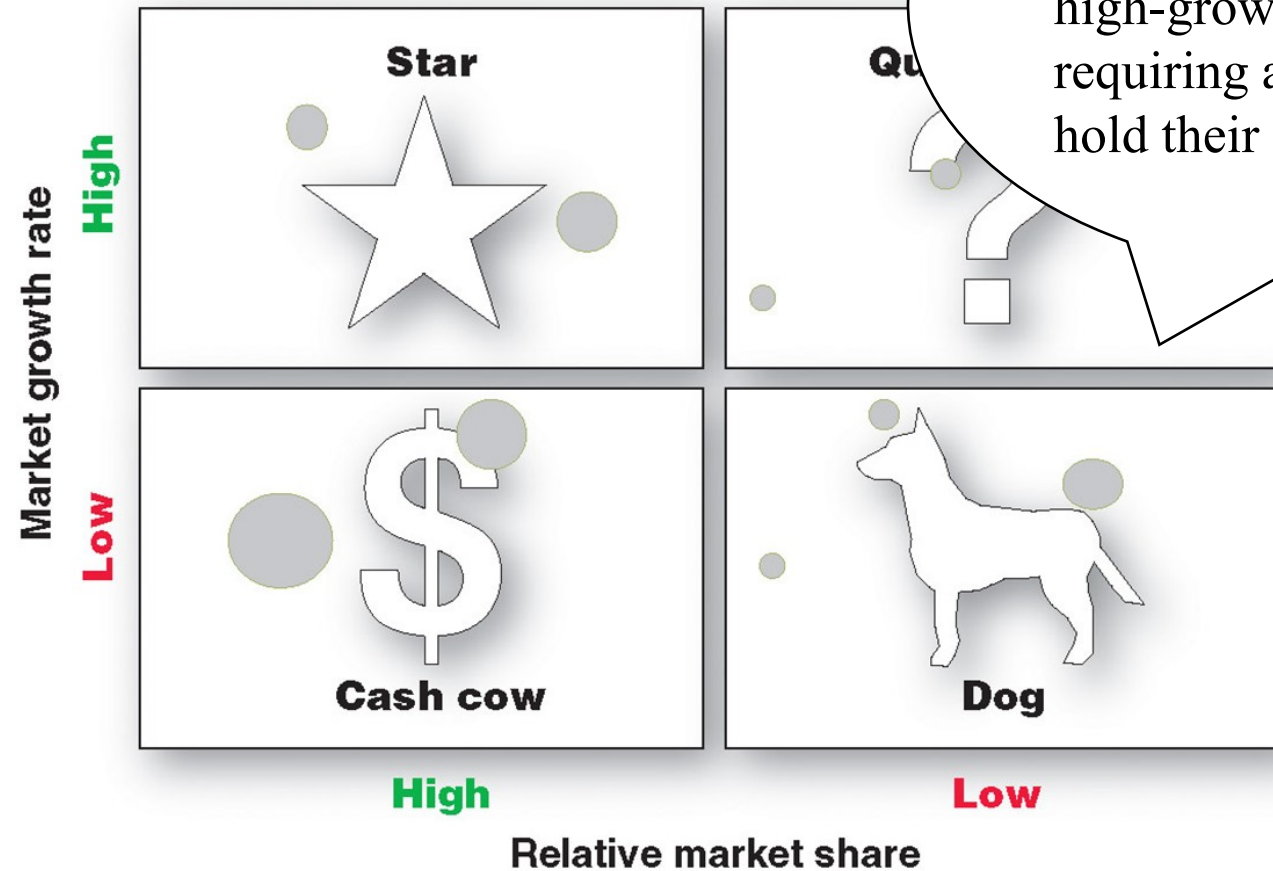 high-grow
requiring a
hold their
Star
Qu
High
Market growth rate
Low
$
Cash cow
Dog
High
Low
Relative market share